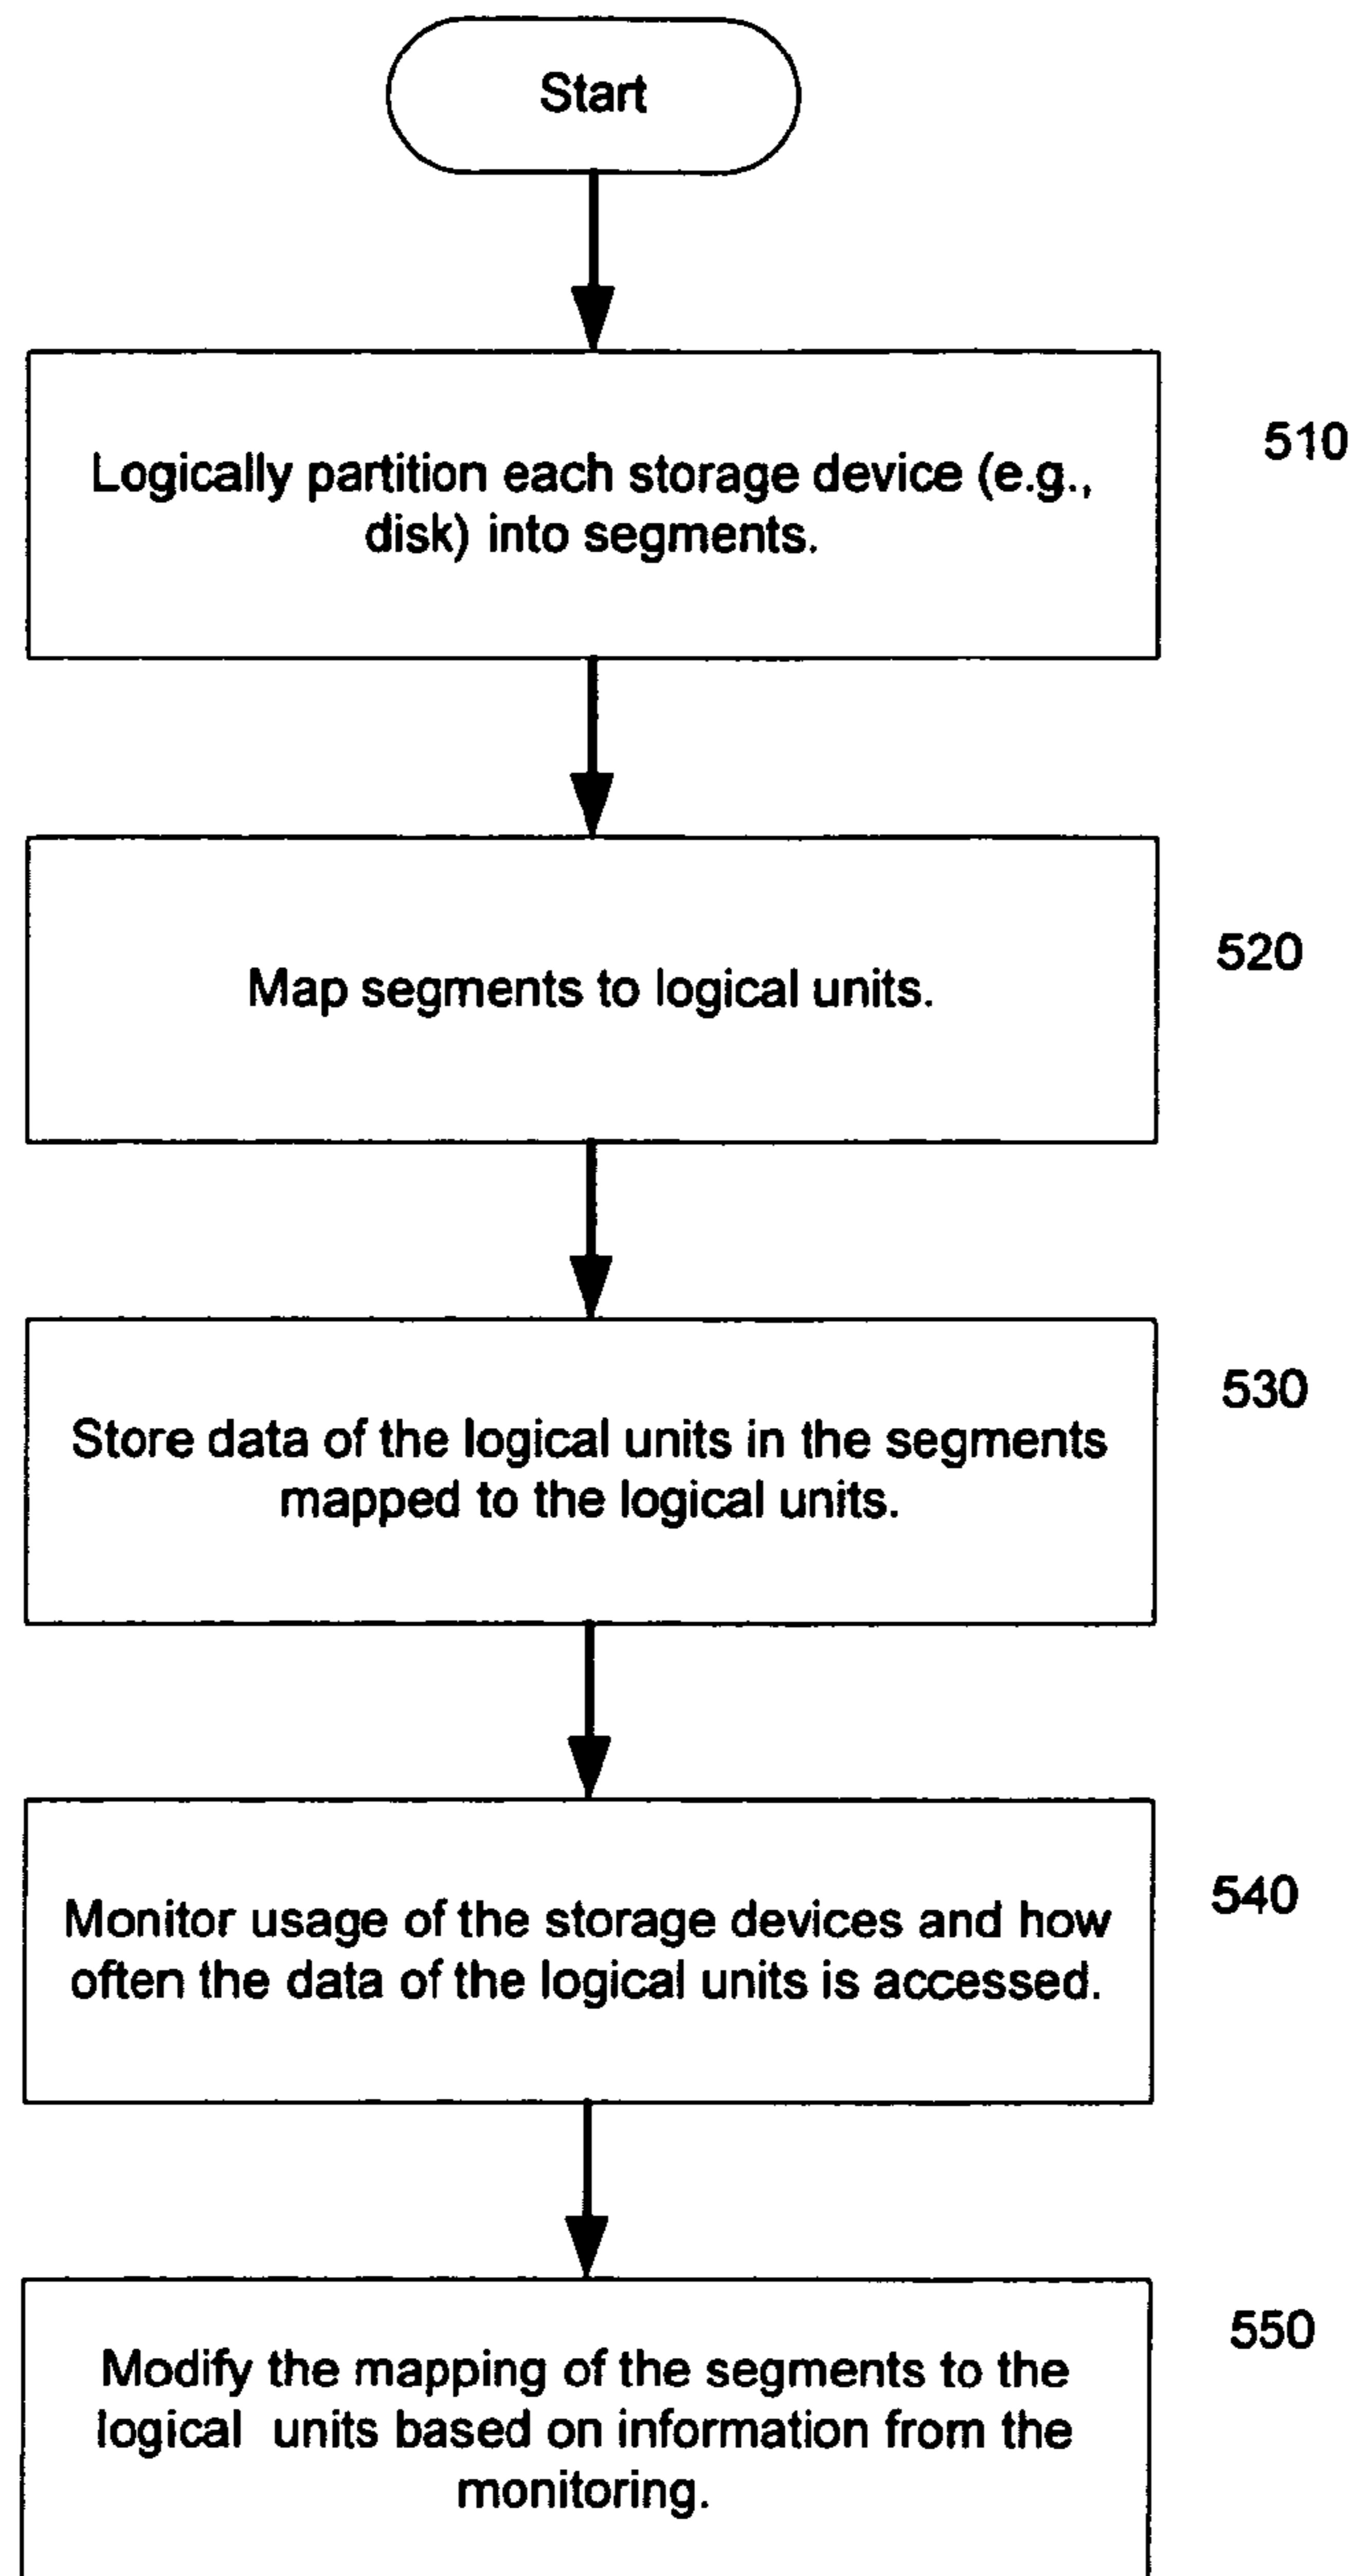 Start
Logically partition each storage device (e.g.,
disk) into segments.
510
Map segments to logical units.
520
Store data of the logical units in the segments
mapped to the logical units.
530
Monitor usage of the storage devices and how
often the data of the logical units is accessed.
540
Modify the mapping of the segments to the
logical units based on information from the
monitoring.
550